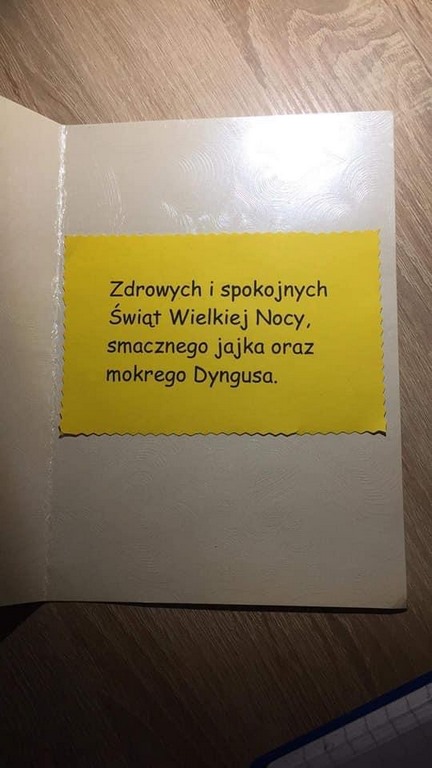 Zdrowych i spokojnych
Świąt Wielkiej Nocy,
smacznego jajka oraz
mokrego Dyngusa.